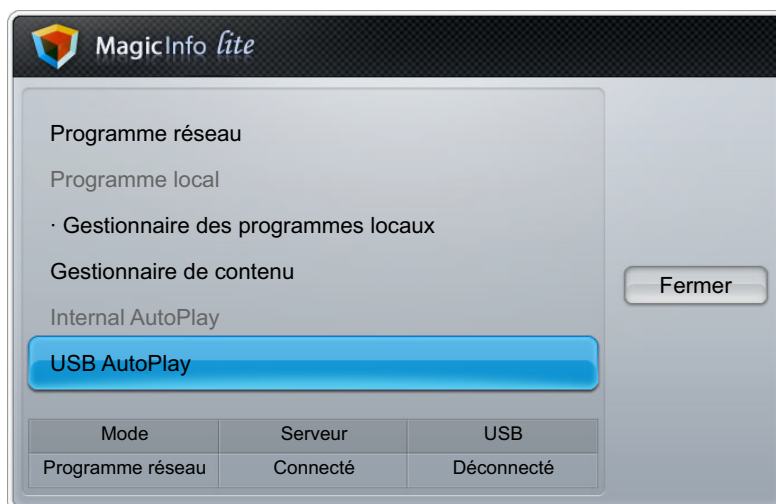 MagicInfo lite
Programme réseau
Programme local
· Gestionnaire des programmes locaux
Gestionnaire de contenu
Internal AutoPlay
USB AutoPlay
Fermer
Mode Serveur USB
Programme réseau Connecté Déconnecté